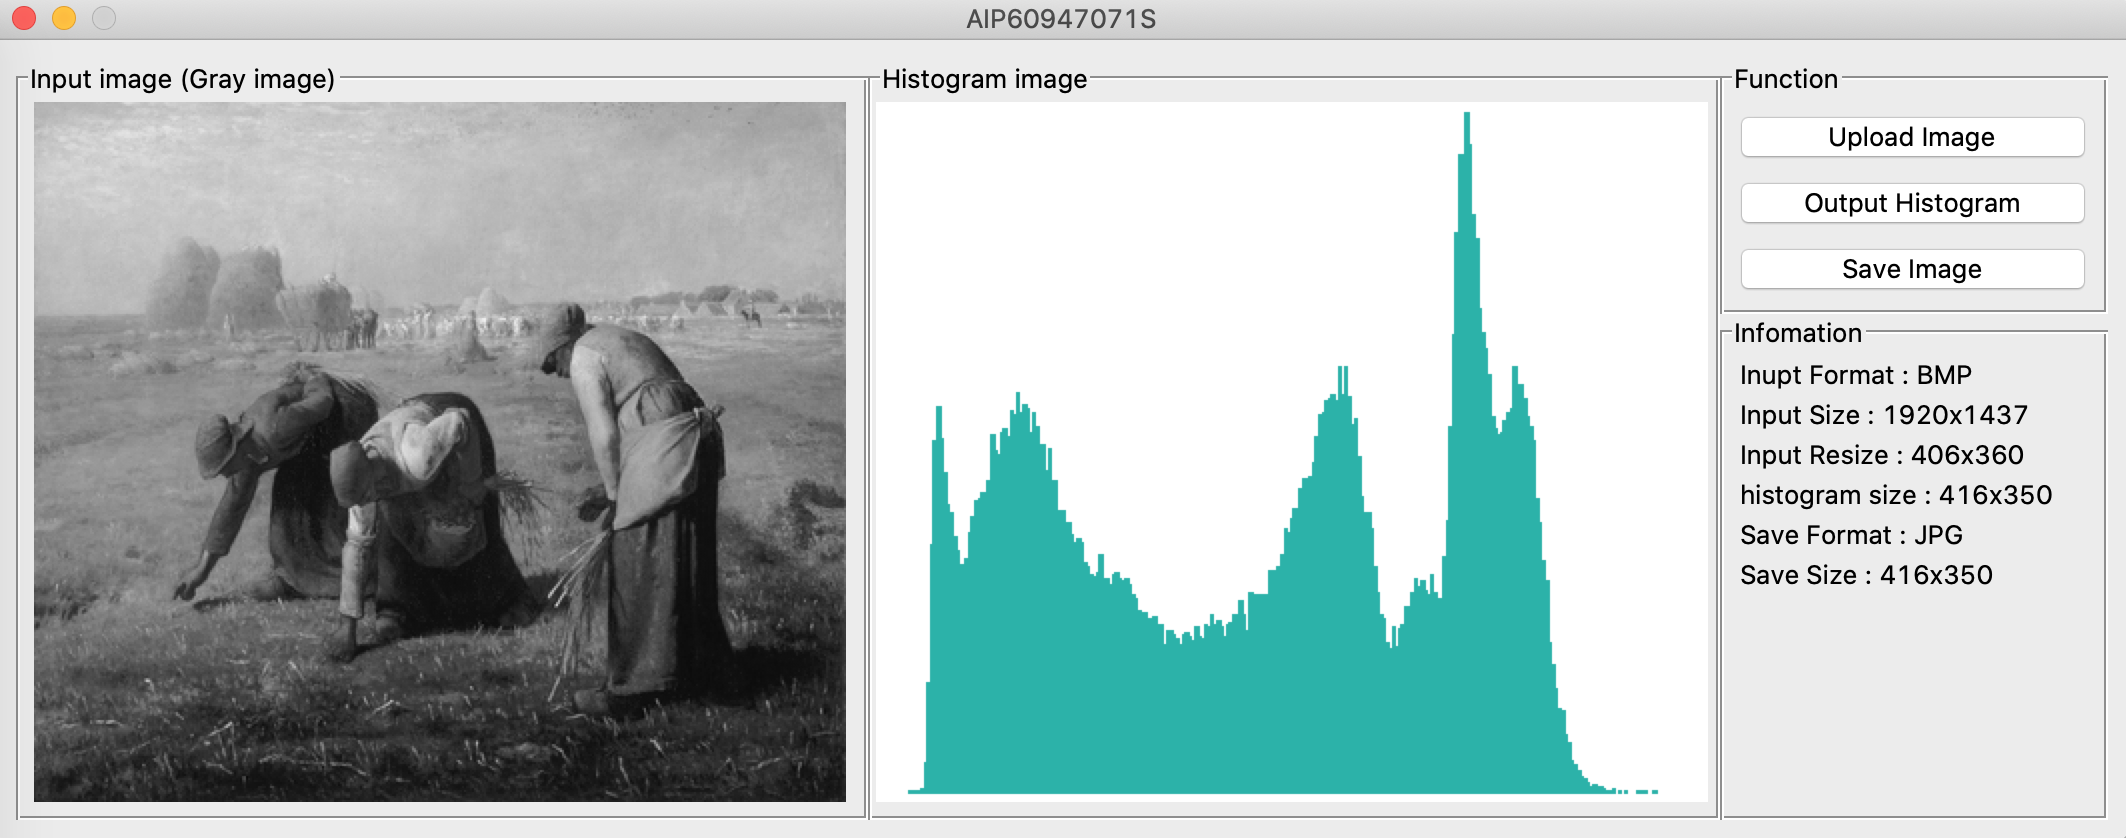 AIP60947071S
Input image (Gray image)
Histogram image
Function
Upload Image
Output Histogram
Save Image
Infomation
Inupt Format : BMP
Input Size : 1920x1437
Input Resize : 406x360
histogram size : 416x350
Save Format : JPG
Save Size : 416x350